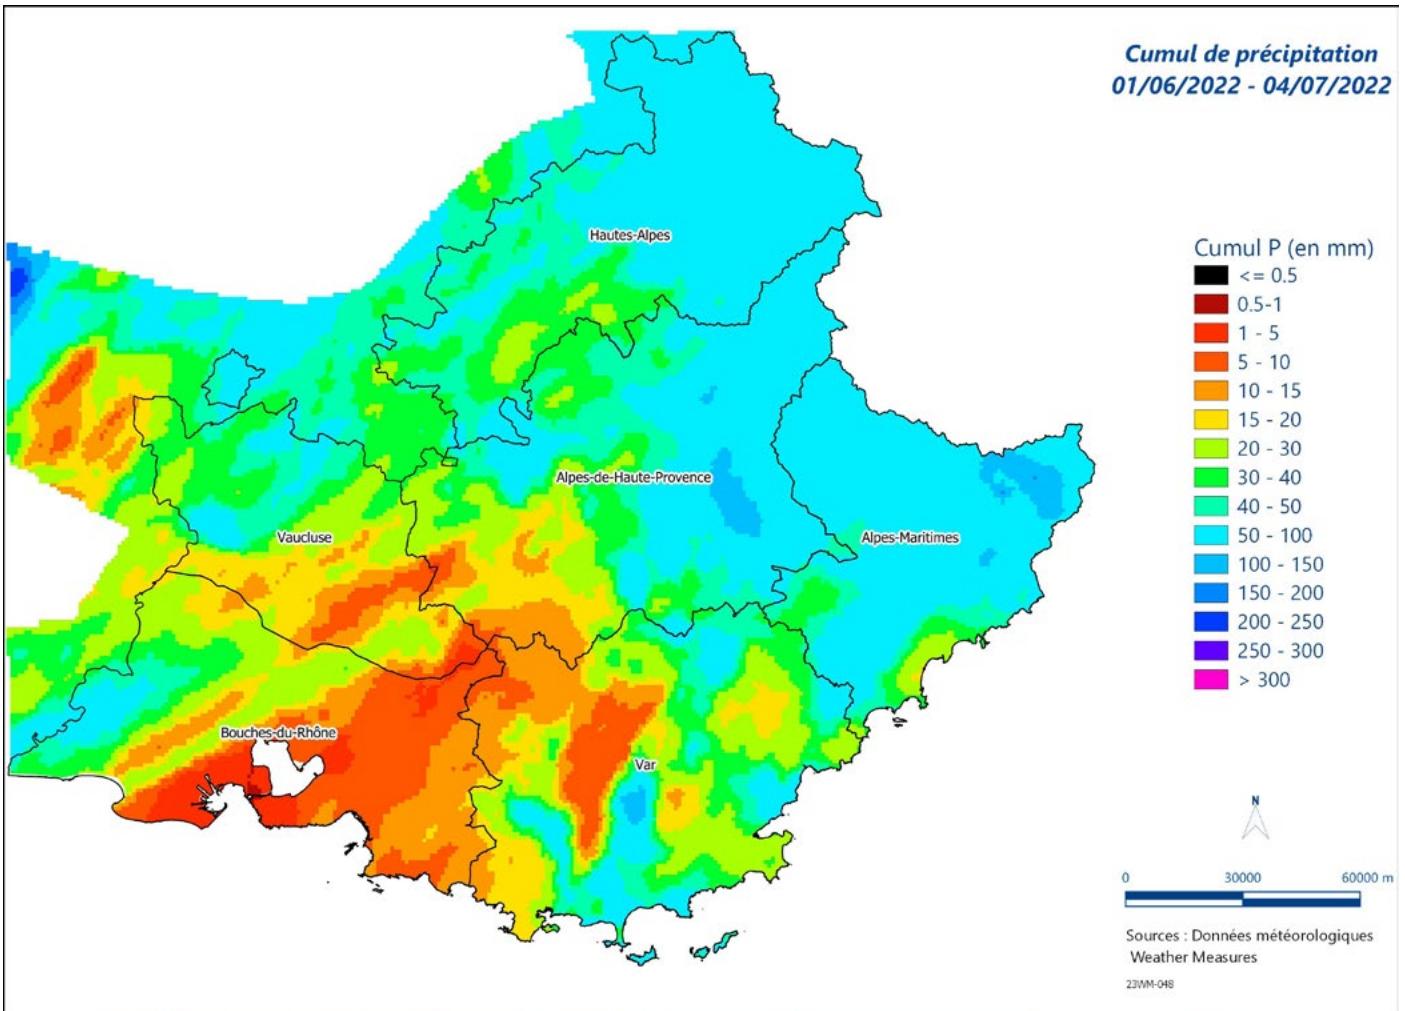 Cumul de précipitation
01/06/2022 - 04/07/2022
Hautes-Alpes
Cumul P (en mm)
<= 0.5
0.5-1
1 - 5
5 - 10
10 - 15
15 - 20
20 - 30
30 - 40
40 - 50
50 - 100
100 - 150
150 - 200
200 - 250
250 - 300
> 300
Alpes-de-Haute-Provence
Vaucluse
Alpes-Maritimes
Bouches-du-Rhône
Var
N
0 30000 60000 m
Sources : Données météorologiques
Weather Measures
23WM-048